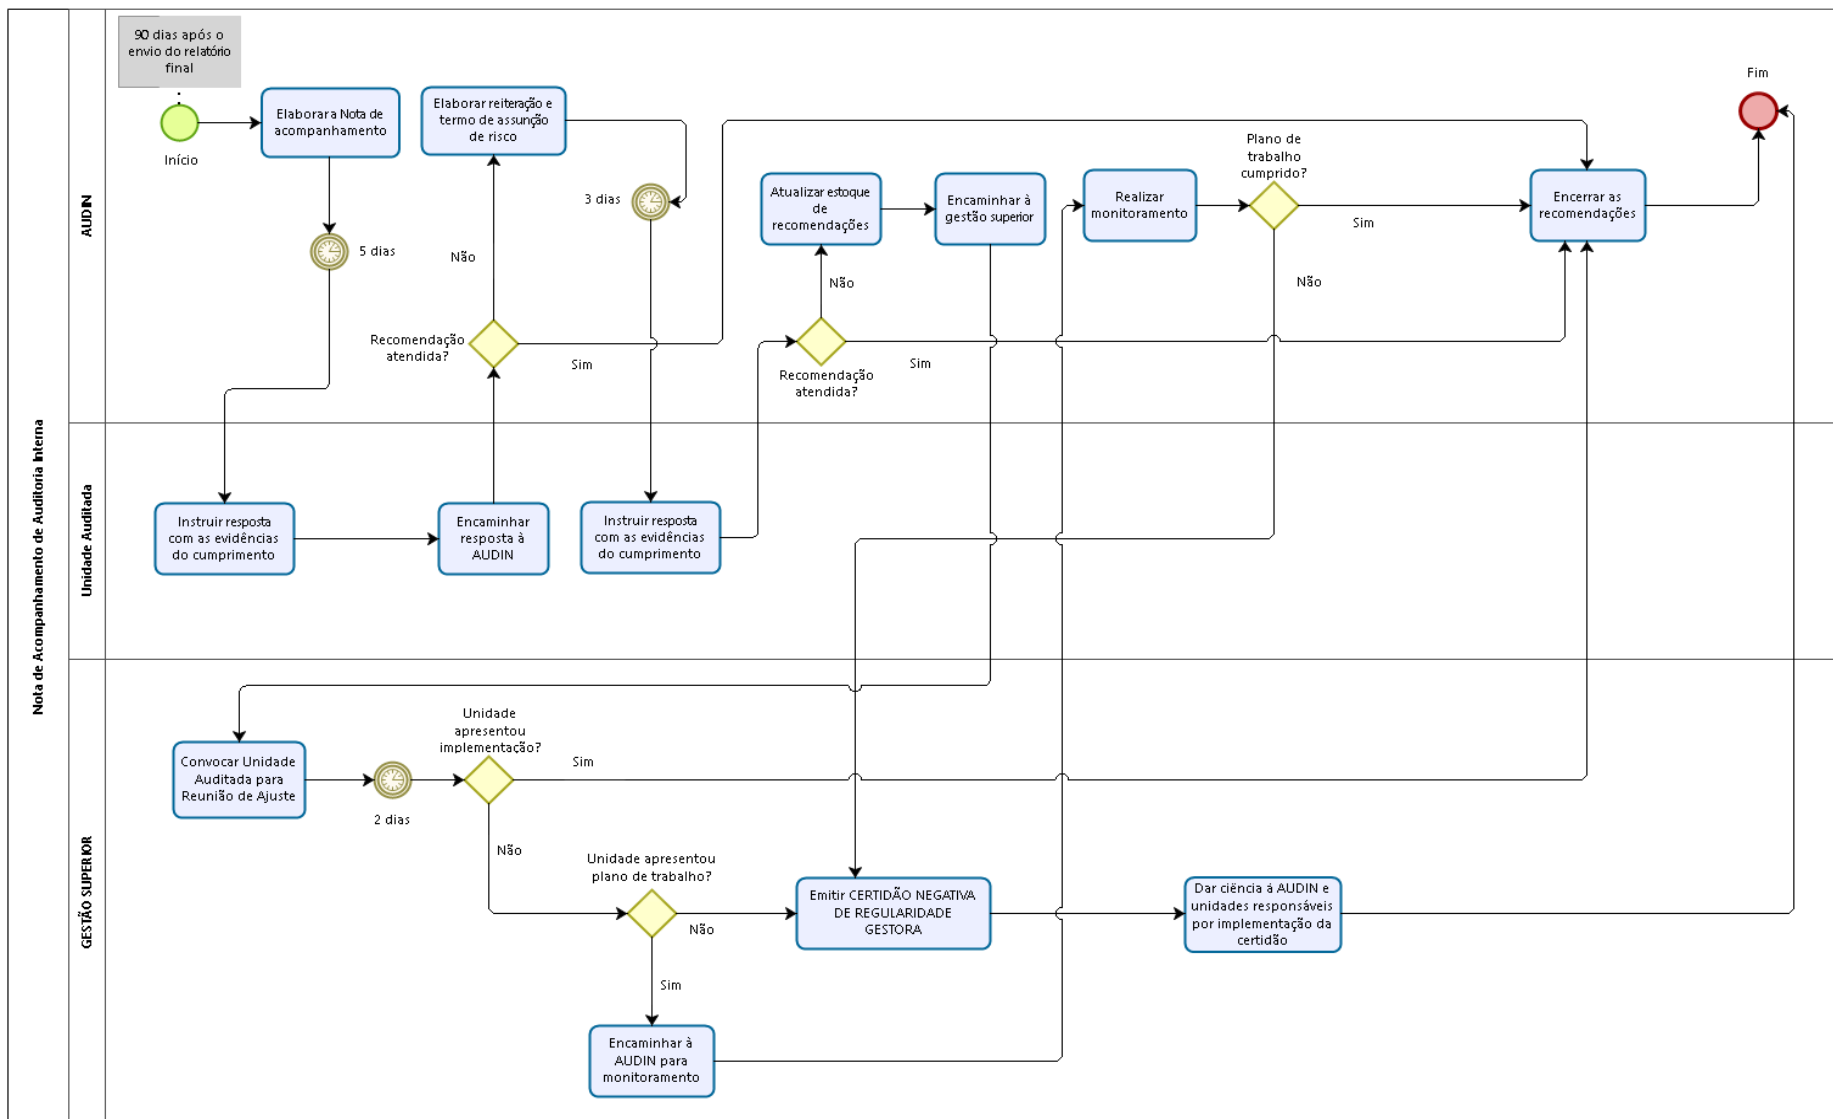 Nota de Acompanhamento de Auditoria Interna
AUDIN
90 dias após o
envio do relatório
final
Início
Elaborara Nota de
acompanhamento
5 dias
Elaborar reiteração e
termo de assunção
de risco
Não
Recomendação
atendida?
Sim
3 dias
Atualizar estoque
de
recomendações
Não
Recomendação
atendida?
Sim
Encaminhar à
gestão superior
Realizar
monitoramento
Plano de
trabalho
cumprido?
Sim
Não
Encerrar as
recomendações
Fim
Unidade Auditada
Instruir resposta
com as evidências
do cumprimento
Encaminhar
resposta à
AUDIN
Instruir resposta
com as evidências
do cumprimento
GESTÃO SUPERIOR
Convocar Unidade
Auditada para
Reunião de Ajuste
2 dias
Unidade
apresentou
implementação?
Sim
Não
Unidade apresentou
plano de trabalho?
Não
Sim
Encaminhar à
AUDIN para
monitoramento
Emitir CERTIDÃO NEGATIVA
DE REGULARIDADE
GESTORA
Dar ciência á AUDIN e
unidades responsáveis
por implementação da
certidão